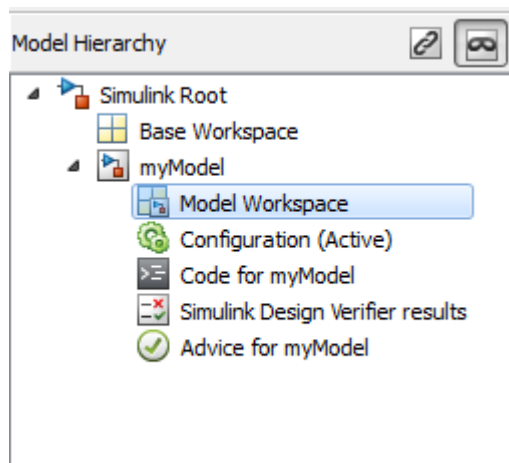 Model Hierarchy
Simulink Root
Base Workspace
myModel
Model Workspace
Configuration (Active)
Code for myModel
Simulink Design Verifier results
Advice for myModel